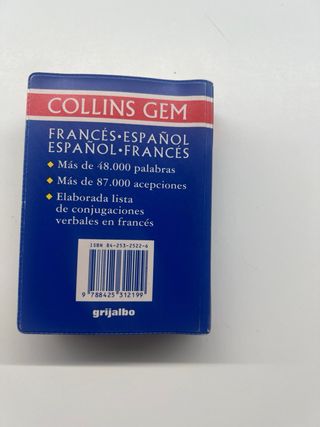 COLLINS GEM
FRANCÉS•ESPAÑOL
ESPAÑOL•FRANCÉS
Más de 48.000 palabras
Más de 87.000 acepciones
Elaborada lista
de conjugaciones
verbales en francés
ISBN 84-253-2522-6
9 788425 312199
grijalbo